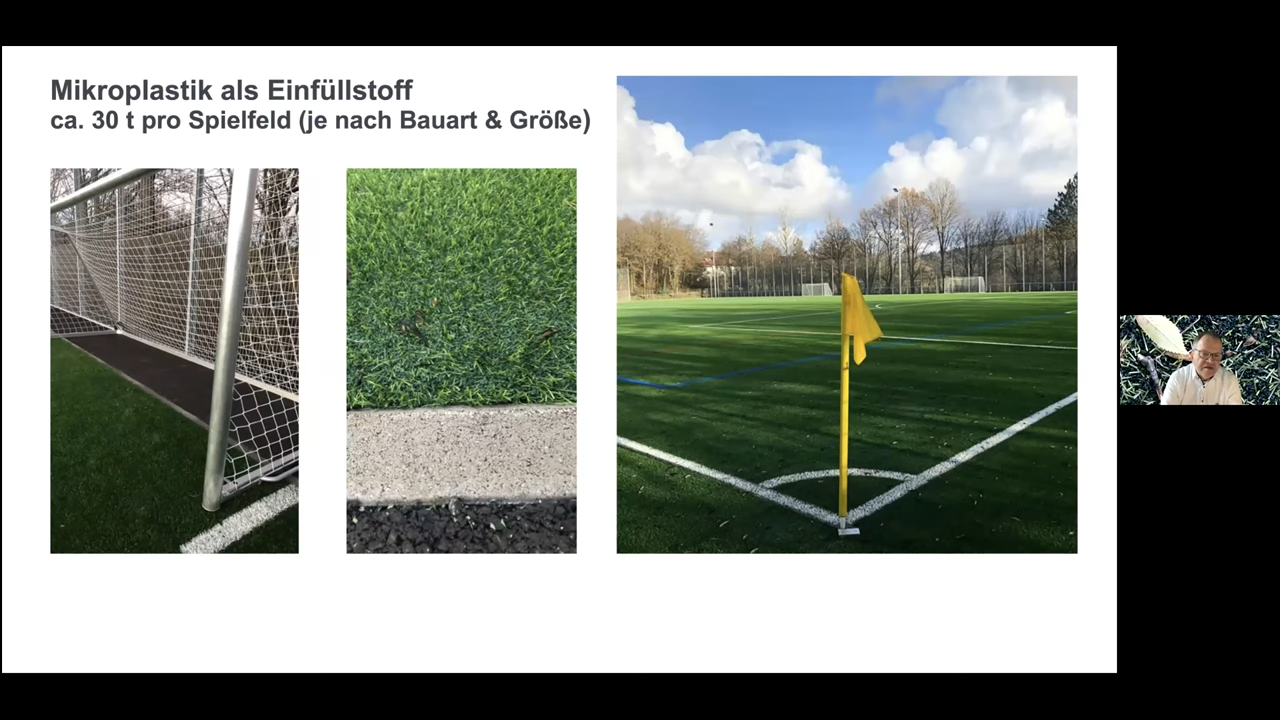 Mikroplastik als Einfüllstoff
ca. 30 t pro Spielfeld (je nach Bauart & Größe)